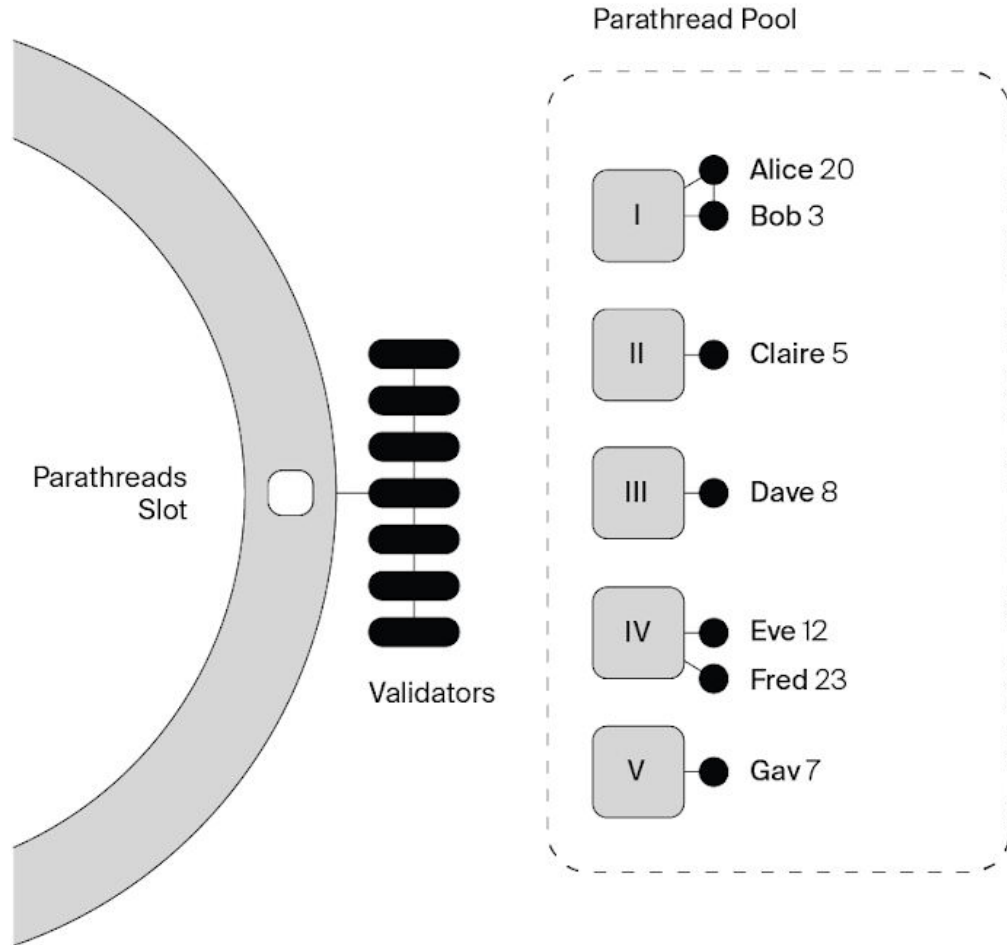 Parathread Pool
I
Alice 20
Bob 3
II
Claire 5
Parathreads
Slot
III
Dave 8
IV
Eve 12
Fred 23
Validators
V
Gav 7